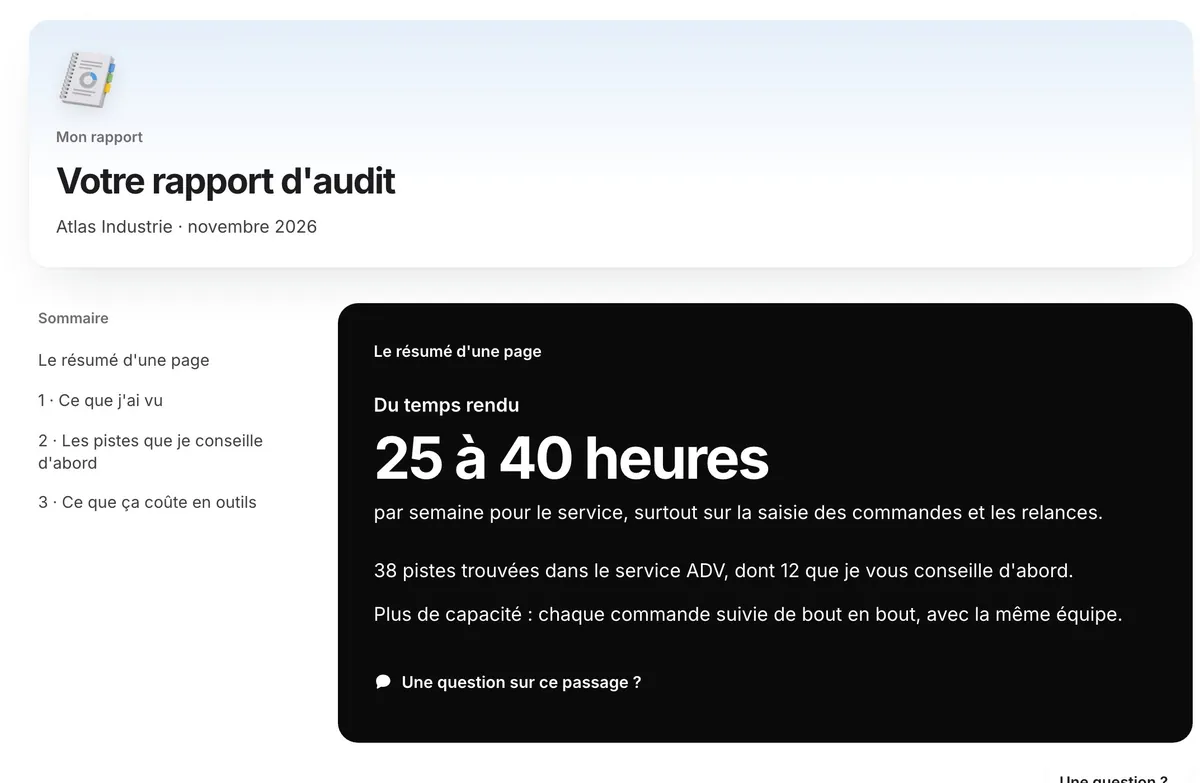 Mon rapport
Votre rapport d'audit
Atlas Industrie · novembre 2026
Sommaire
Le résumé d'une page
1 · Ce que j'ai vu
2 · Les pistes que je conseille
d'abord
3 · Ce que ça coûte en outils
Le résumé d'une page
Du temps rendu
25 à 40 heures
par semaine pour le service, surtout sur la saisie des commandes et les relances.
38 pistes trouvées dans le service ADV, dont 12 que je vous conseille d'abord.
Plus de capacité : chaque commande suivie de bout en bout, avec la même équipe.
Une question sur ce passage ?
Une question ?